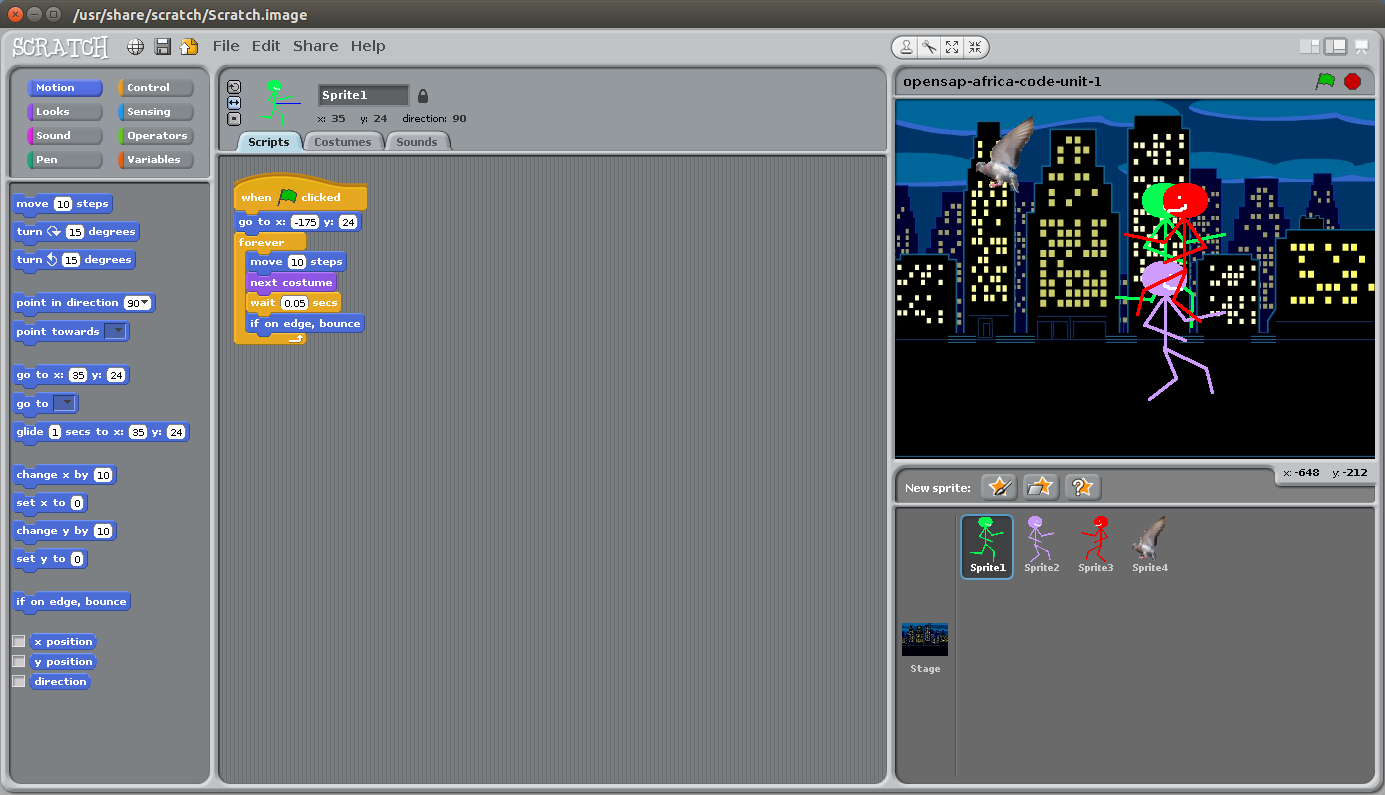 /usr/share/scratch/Scratch.image
SCRATCH File Edit Share Help
Motion Control
Looks Sensing
Sound Operators
Pen Variables
move 10 steps
turn 15 degrees
turn 15 degrees
point in direction 90
point towards
go to x: 35 y: 24
go to
glide 1 secs to x: 35 y: 24
change x by 10
set x to 0
change y by 10
set y to 0
if on edge, bounce
x position
y position
direction
Sprite1
x: 35 y: 24 direction: 90
Scripts Costumes Sounds
when clicked
go to x: -175 y: 24
forever
move 10 steps
next costume
wait 0.05 secs
if on edge, bounce
opensap-africa-code-unit-1
x: -648 y: -212
New sprite:
Sprite1 Sprite2 Sprite3 Sprite4
Stage